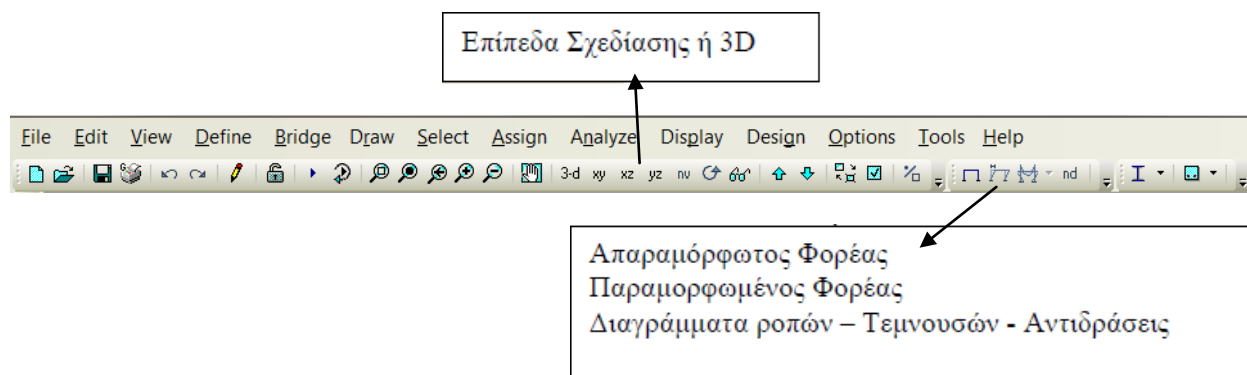 Επίπεδα Σχεδίασης ή 3D
File Edit View Define Bridge Draw Select Assign Analyze Display Design Options Tools Help
3-d xy xz yz nv nd
Απαραμόρφωτος Φορέας
Παραμορφωμένος Φορέας
Διαγράμματα ροπών – Τεμνουσών - Αντιδράσεις